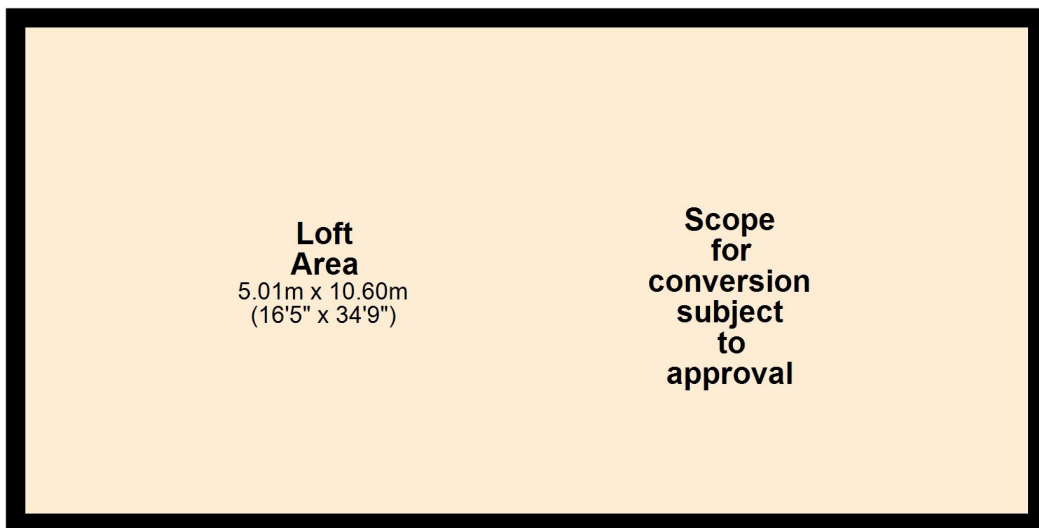 Loft
Area
5.01m x 10.60m
(16'5" x 34'9")
Scope
for
conversion
subject
to
approval